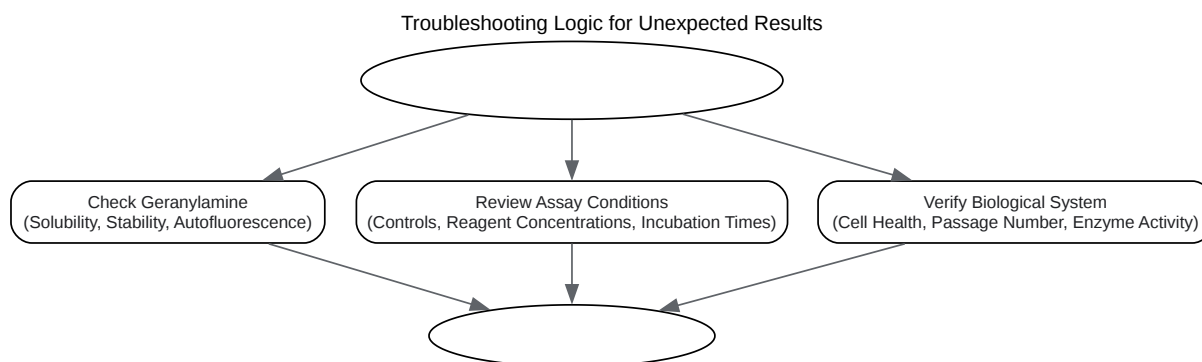 Troubleshooting Logic for Unexpected Results
Check Geranylamine
(Solubility, Stability, Autofluorescence)
Review Assay Conditions
(Controls, Reagent Concentrations, Incubation Times)
Verify Biological System
(Cell Health, Passage Number, Enzyme Activity)